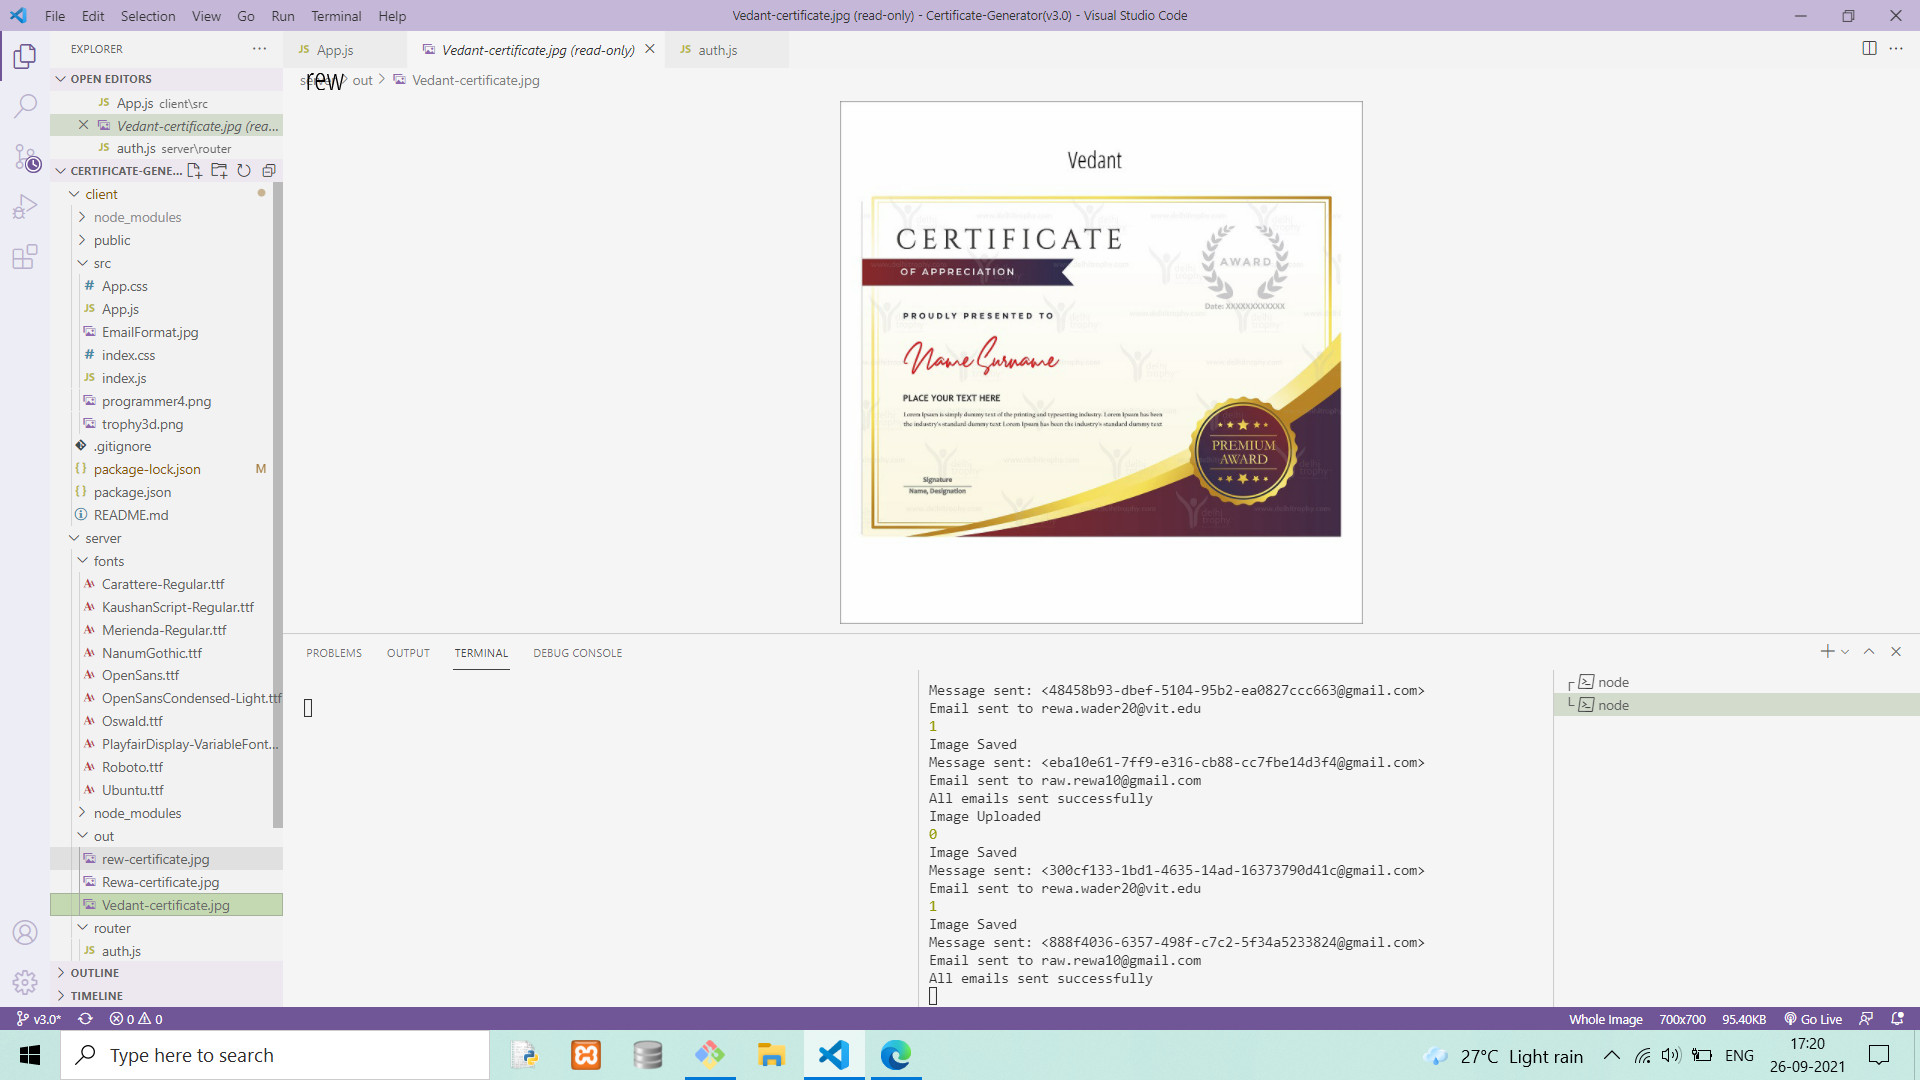 File Edit Selection View Go Run Terminal Help
Vedant-certificate.jpg (read-only) - Certificate-Generator(v3.0) - Visual Studio Code
EXPLORER
OPEN EDITORS
App.js client\src
Vedant-certificate.jpg (rea...
auth.js server\router
CERTIFICATE-GENE...
client
node_modules
public
src
App.css
App.js
EmailFormat.jpg
index.css
index.js
programmer4.png
trophy3d.png
.gitignore
package-lock.json M
package.json
README.md
server
fonts
Carattere-Regular.ttf
KaushanScript-Regular.ttf
Merienda-Regular.ttf
NanumGothic.ttf
OpenSans.ttf
OpenSansCondensed-Light.ttf
Oswald.ttf
PlayfairDisplay-VariableFont...
Roboto.ttf
Ubuntu.ttf
node_modules
out
rew-certificate.jpg
Rewa-certificate.jpg
Vedant-certificate.jpg
router
auth.js
OUTLINE
TIMELINE
JS App.js
Vedant-certificate.jpg (read-only)
JS auth.js
rew
out
Vedant-certificate.jpg
Vedant
CERTIFICATE
OF APPRECIATION
AWARD
Date: XXXXXXXXXXXX
PROUDLY PRESENTED TO
Name Surname
PLACE YOUR TEXT HERE
Lorem Ipsum is simply dummy text of the printing and typesetting industry. Lorem Ipsum has been
the industry's standard dummy text Lorem Ipsum has been the industry's standard dummy text
PREMIUM
AWARD
Signature
Name, Designation
PROBLEMS OUTPUT TERMINAL DEBUG CONSOLE
Message sent: <48458b93-dbef-5104-95b2-ea0827ccc663@gmail.com>
Email sent to rewa.wader20@vit.edu
1
Image Saved
Message sent: <eba10e61-7ff9-e316-cb88-cc7fbe14d3f4@gmail.com>
Email sent to raw.rewa10@gmail.com
All emails sent successfully
Image Uploaded
0
Image Saved
Message sent: <300cf133-1bd1-4635-14ad-16373790d41c@gmail.com>
Email sent to rewa.wader20@vit.edu
1
Image Saved
Message sent: <888f4036-6357-498f-c7c2-5f34a5233824@gmail.com>
Email sent to raw.rewa10@gmail.com
All emails sent successfully
node
node
v3.0* 0 0
Whole Image 700x700 95.40KB Go Live
Type here to search
27°C Light rain
ENG
17:20
26-09-2021